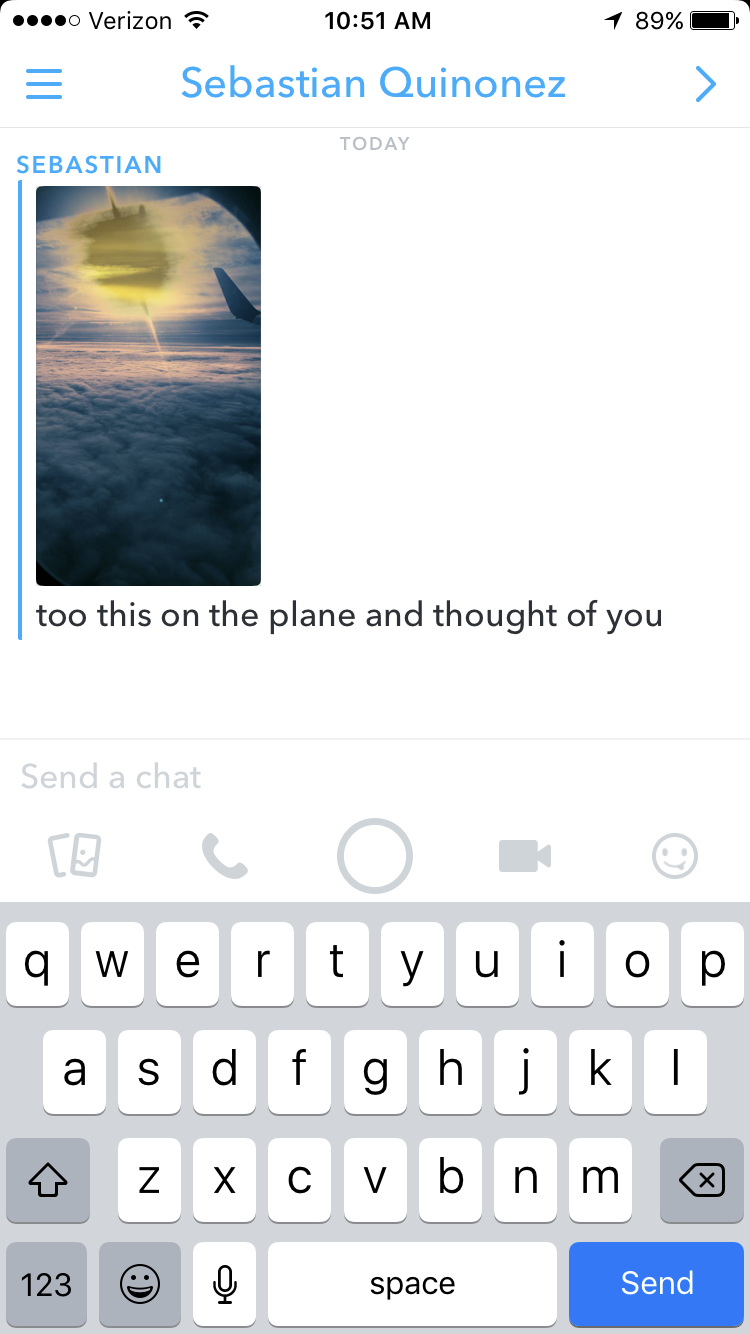 Verizon 10:51 AM 89%
Sebastian Quinonez
TODAY
SEBASTIAN
too this on the plane and thought of you
Send a chat
q w e r t y u i o p
a s d f g h j k l
z x c v b n m
123 space Send